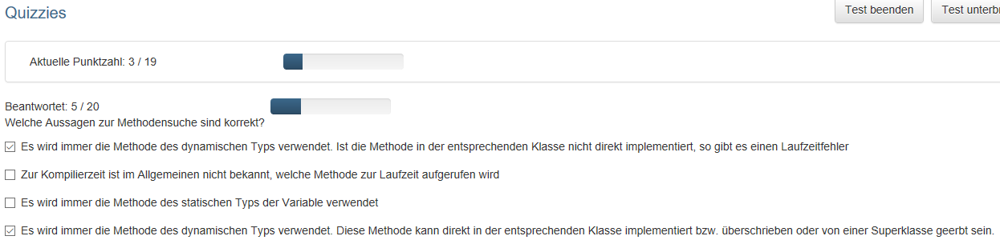 Quizzies
Test beenden
Test unterbr
Aktuelle Punktzahl: 3 / 19
Beantwortet: 5 / 20
Welche Aussagen zur Methodensuche sind korrekt?
Es wird immer die Methode des dynamischen Typs verwendet. Ist die Methode in der entsprechenden Klasse nicht direkt implementiert, so gibt es einen Laufzeitfehler
Zur Kompilierzeit ist im Allgemeinen nicht bekannt, welche Methode zur Laufzeit aufgerufen wird
Es wird immer die Methode des statischen Typs der Variable verwendet
Es wird immer die Methode des dynamischen Typs verwendet. Diese Methode kann direkt in der entsprechenden Klasse implementiert bzw. überschrieben oder von einer Superklasse geerbt sein.